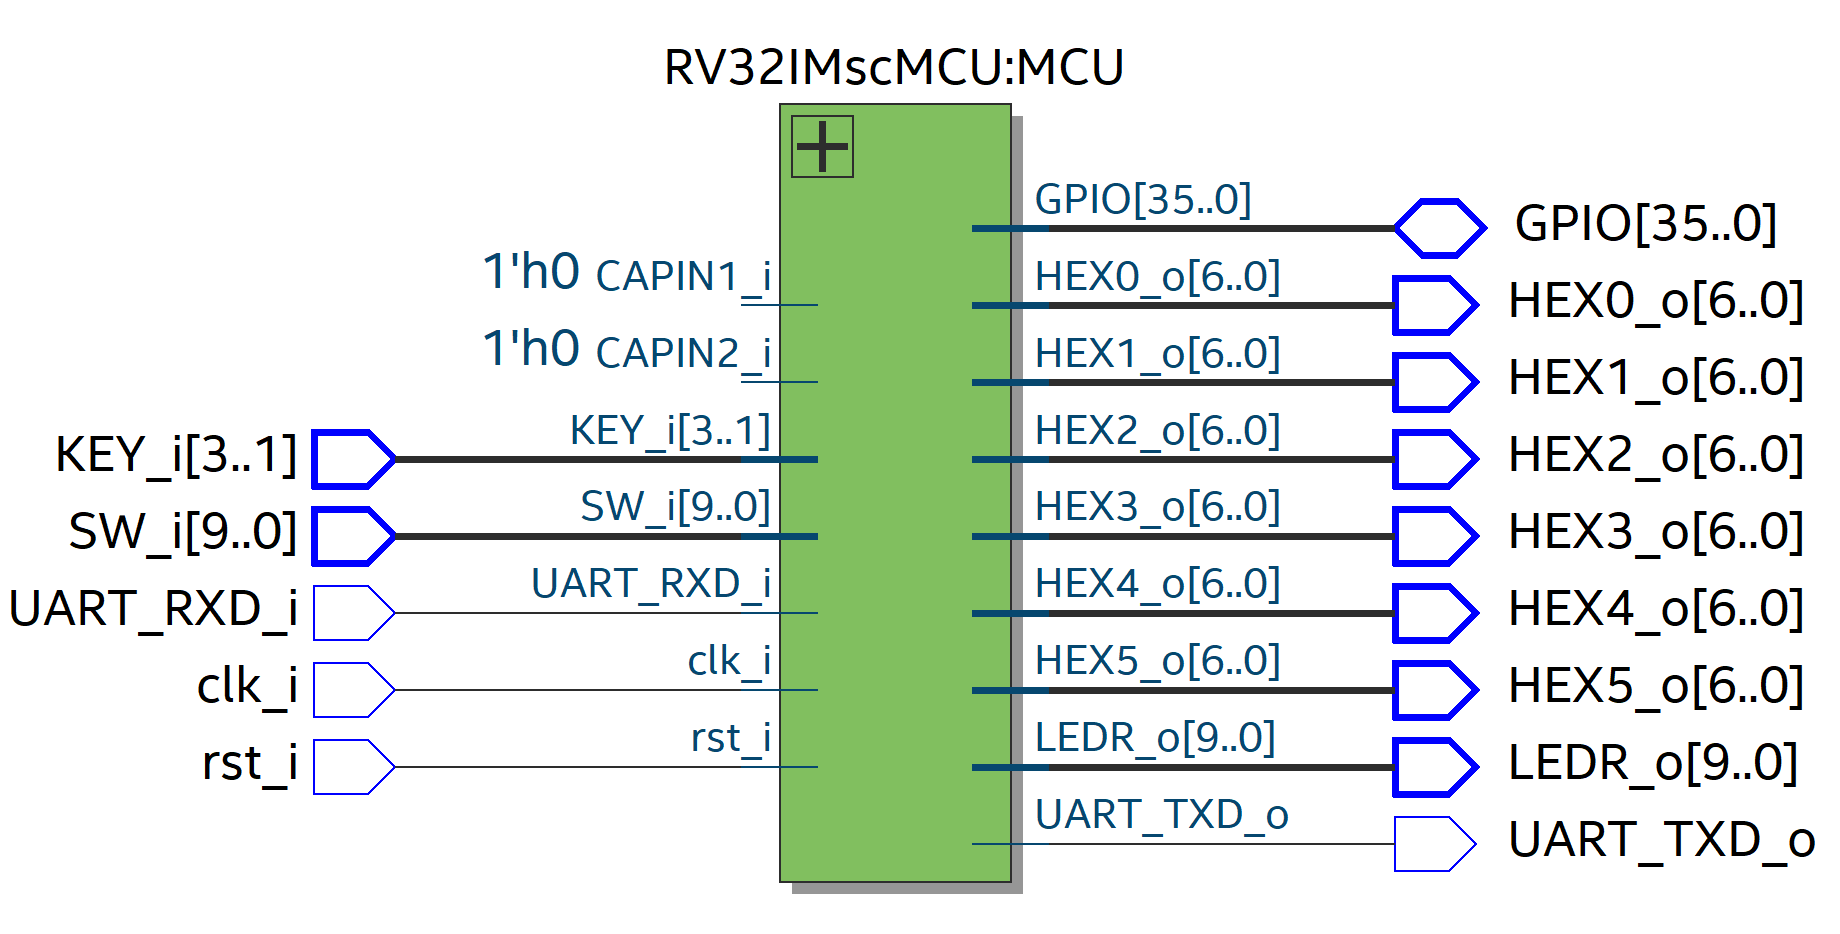 RV32IMscMCU:MCU
GPIO[35..0] GPIO[35..0]
1'h0 CAPIN1_i HEX0_o[6..0] HEX0_o[6..0]
1'h0 CAPIN2_i HEX1_o[6..0] HEX1_o[6..0]
KEY_i[3..1] KEY_i[3..1] HEX2_o[6..0] HEX2_o[6..0]
SW_i[9..0] SW_i[9..0] HEX3_o[6..0] HEX3_o[6..0]
UART_RXD_i UART_RXD_i HEX4_o[6..0] HEX4_o[6..0]
clk_i clk_i HEX5_o[6..0] HEX5_o[6..0]
rst_i rst_i LEDR_o[9..0] LEDR_o[9..0]
UART_TXD_o UART_TXD_o